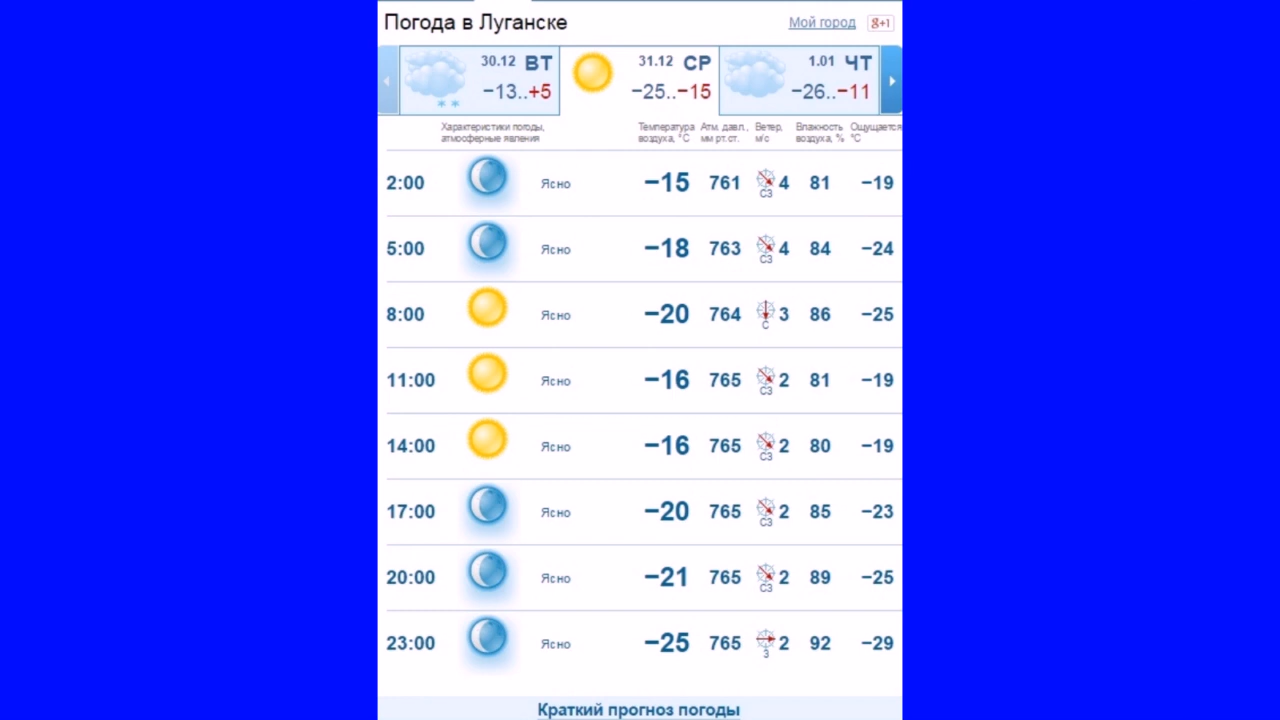 Погода в Луганске
Мой город
g+1
30.12 ВТ
−13..+5
31.12 СР
−25..−15
1.01 ЧТ
−26..−11
Характеристики погоды, атмосферные явления
Температура воздуха, °C
Атм. давл., мм рт.ст.
Ветер, м/с
Влажность воздуха, %
Ощущается °C
2:00 Ясно −15 761 СЗ 4 81 −19
5:00 Ясно −18 763 СЗ 4 84 −24
8:00 Ясно −20 764 С 3 86 −25
11:00 Ясно −16 765 СЗ 2 81 −19
14:00 Ясно −16 765 СЗ 2 80 −19
17:00 Ясно −20 765 СЗ 2 85 −23
20:00 Ясно −21 765 СЗ 2 89 −25
23:00 Ясно −25 765 З 2 92 −29
Краткий прогноз погоды